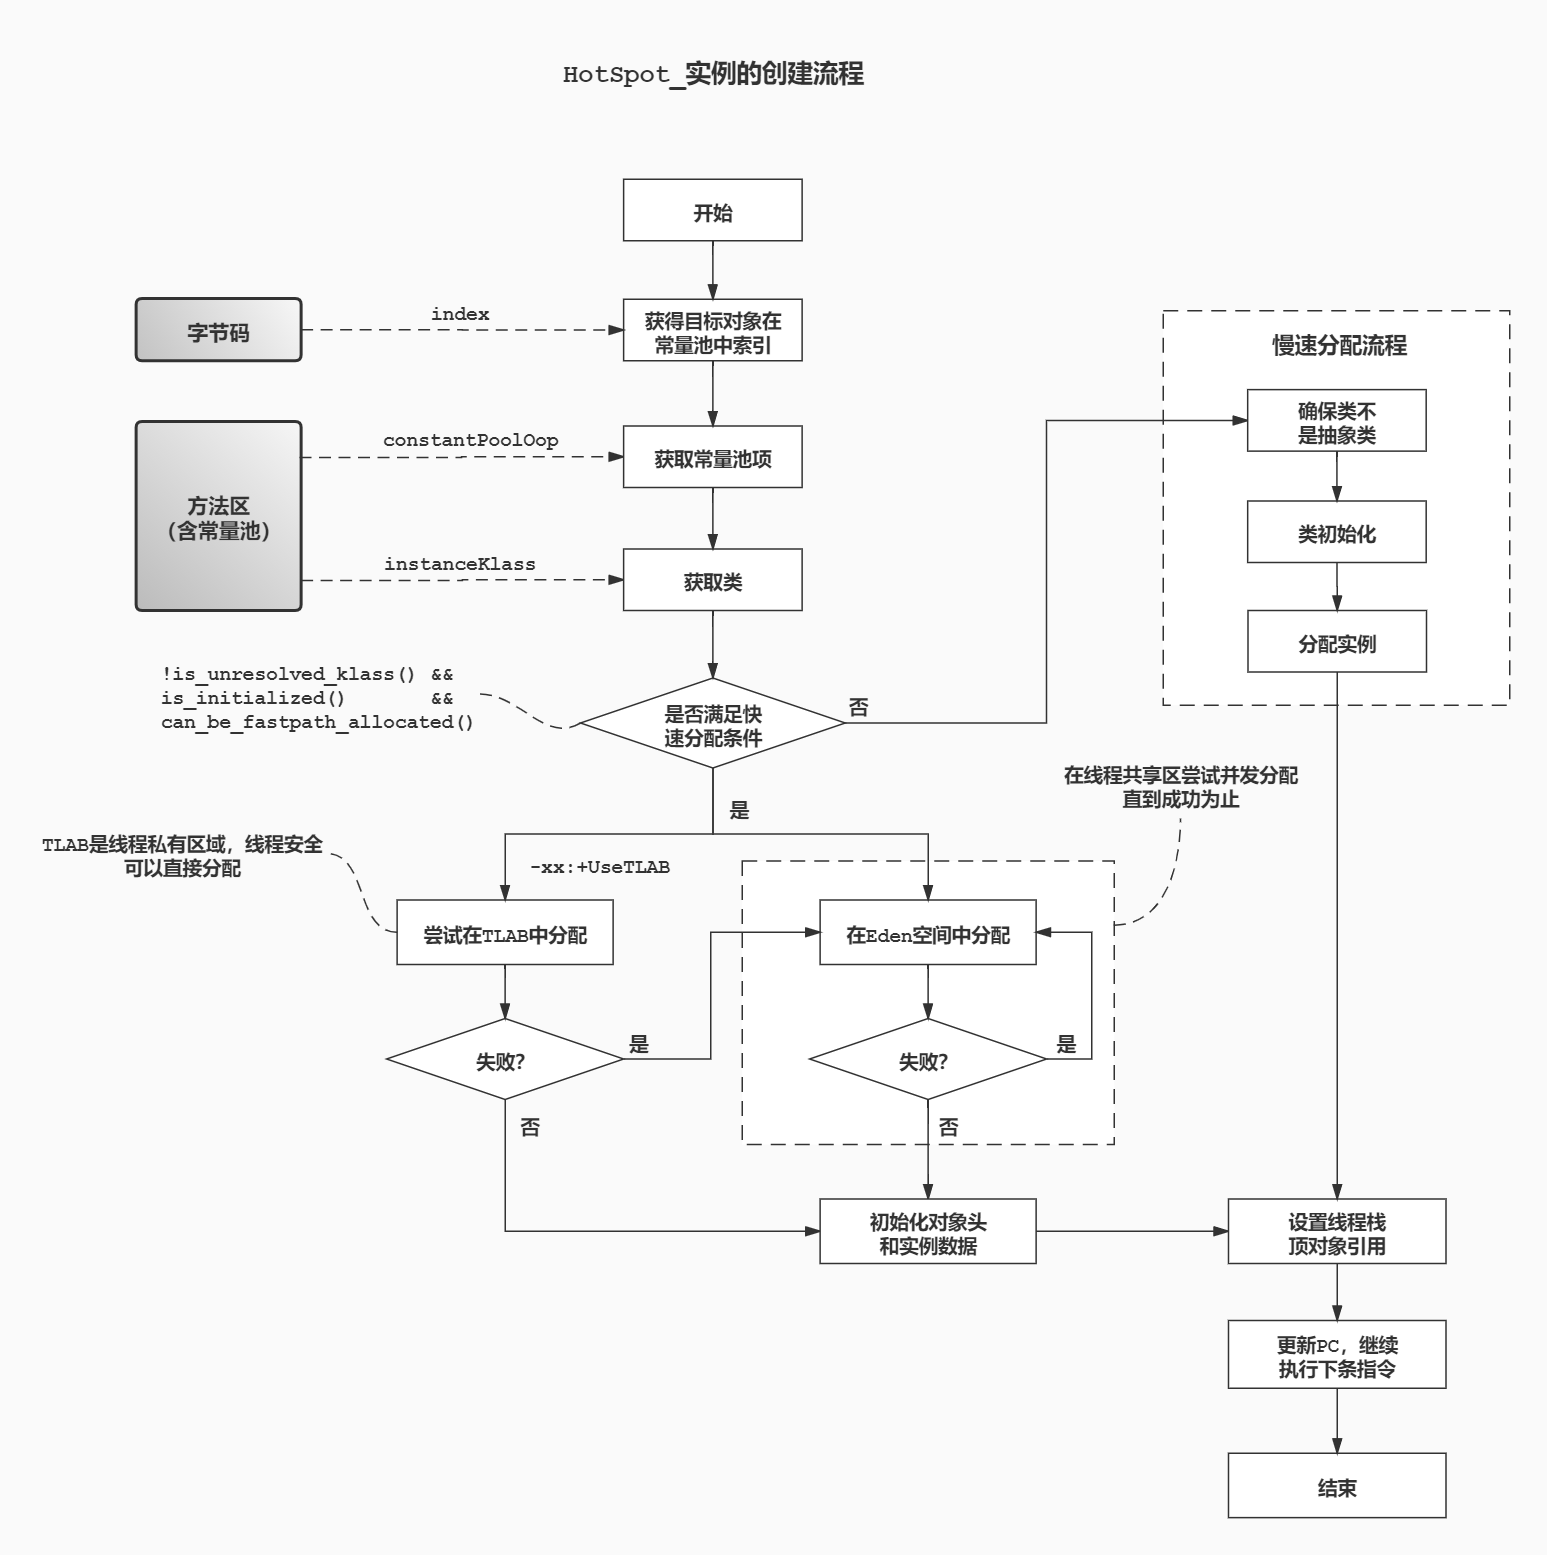 HotSpot_实例的创建流程
开始
字节码
index
获得目标对象在
常量池中索引
慢速分配流程
确保类不
是抽象类
方法区
（含常量池）
constantPoolOop
获取常量池项
类初始化
instanceKlass
获取类
分配实例
!is_unresolved_klass() &&
is_initialized() &&
can_be_fastpath_allocated()
是否满足快
速分配条件
否
是
在线程共享区尝试并发分配
直到成功为止
TLAB是线程私有区域，线程安全
可以直接分配
-xx:+UseTLAB
尝试在TLAB中分配
在Eden空间中分配
失败？
是
失败？
是
否
否
初始化对象头
和实例数据
设置线程栈
顶对象引用
更新PC，继续
执行下条指令
结束